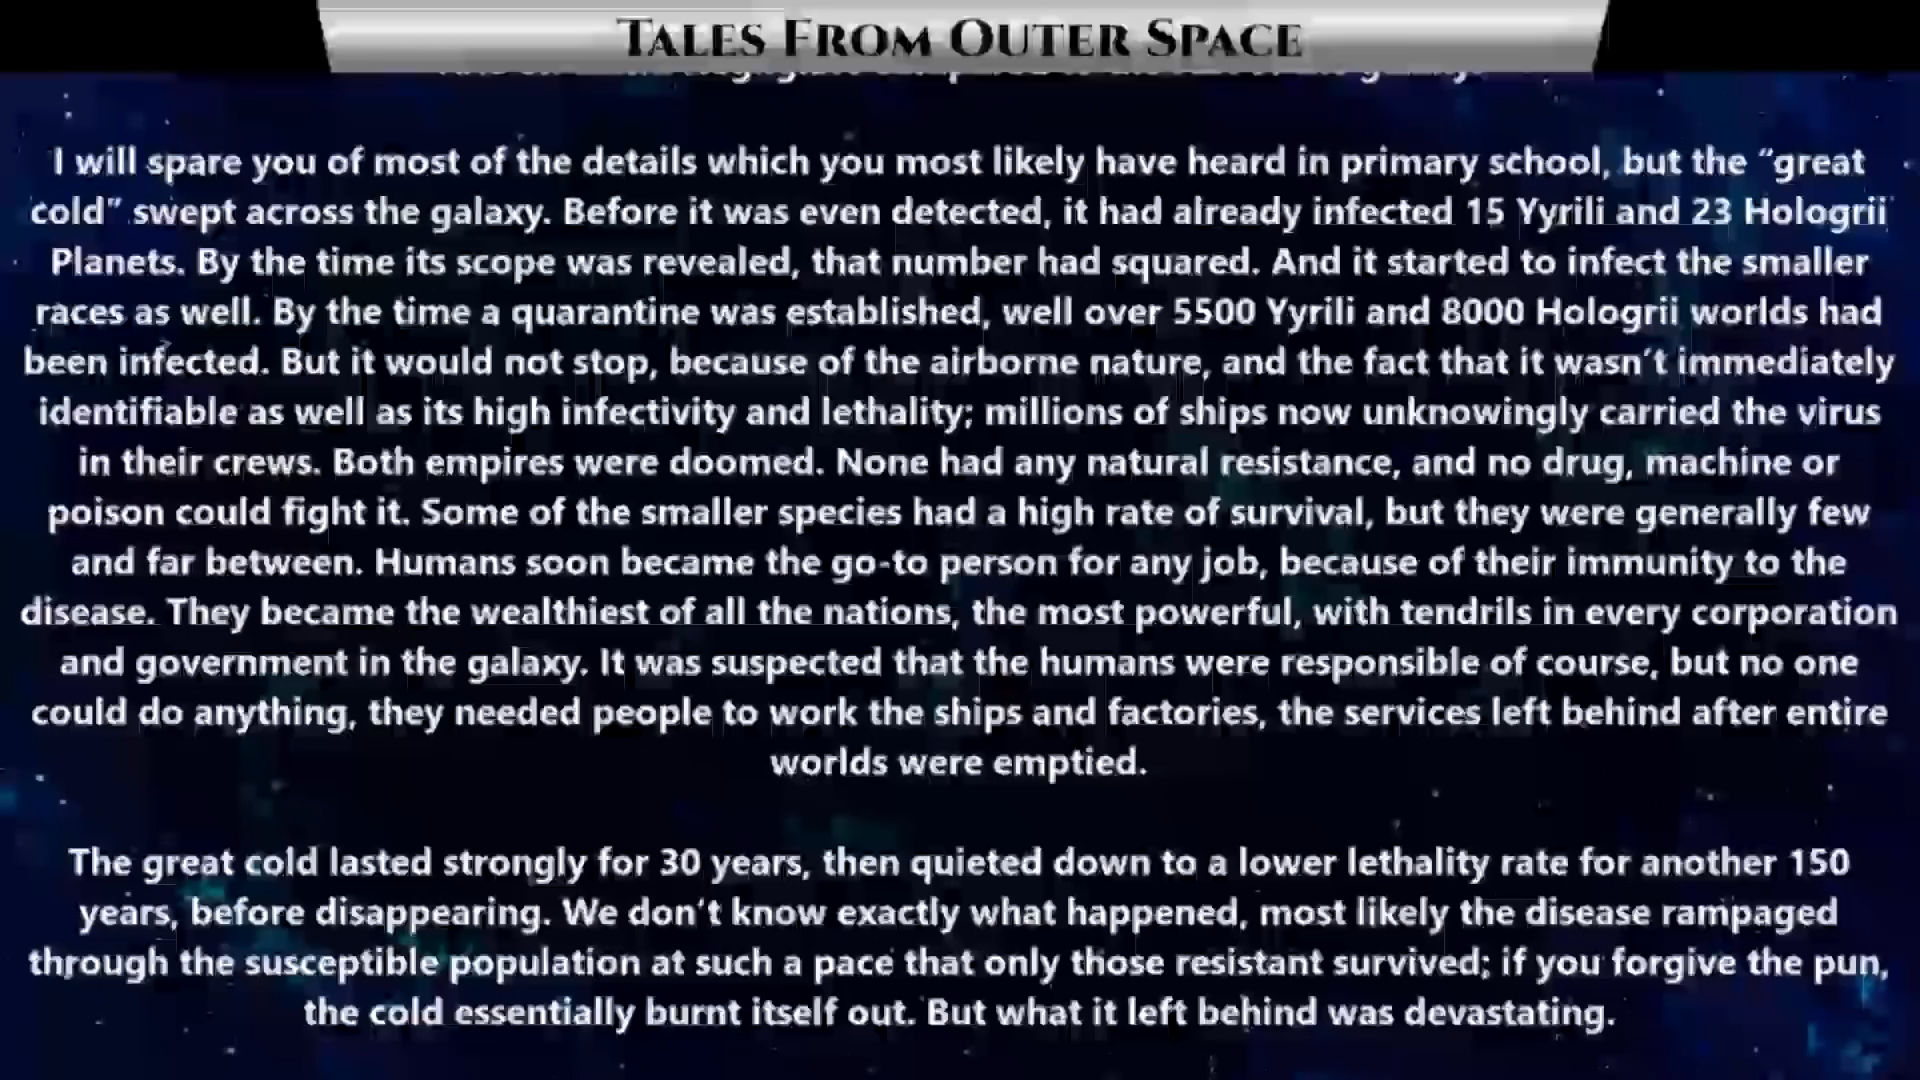 TALES FROM OUTER SPACE
I will spare you of most of the details which you most likely have heard in primary school, but the “great
cold” swept across the galaxy. Before it was even detected, it had already infected 15 Yyrili and 23 Hologrii
Planets. By the time its scope was revealed, that number had squared. And it started to infect the smaller
races as well. By the time a quarantine was established, well over 5500 Yyrili and 8000 Hologrii worlds had
been infected. But it would not stop, because of the airborne nature, and the fact that it wasn’t immediately
identifiable as well as its high infectivity and lethality; millions of ships now unknowingly carried the virus
in their crews. Both empires were doomed. None had any natural resistance, and no drug, machine or
poison could fight it. Some of the smaller species had a high rate of survival, but they were generally few
and far between. Humans soon became the go-to person for any job, because of their immunity to the
disease. They became the wealthiest of all the nations, the most powerful, with tendrils in every corporation
and government in the galaxy. It was suspected that the humans were responsible of course, but no one
could do anything, they needed people to work the ships and factories, the services left behind after entire
worlds were emptied.
The great cold lasted strongly for 30 years, then quieted down to a lower lethality rate for another 150
years, before disappearing. We don’t know exactly what happened, most likely the disease rampaged
through the susceptible population at such a pace that only those resistant survived; if you forgive the pun,
the cold essentially burnt itself out. But what it left behind was devastating.